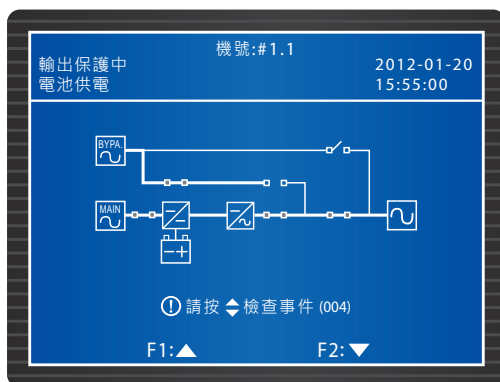 機號:#1.1
輸出保護中
電池供電
2012-01-20
15:55:00
BYPA.
MAIN
請按檢查事件 (004)
F1:▲
F2:▼